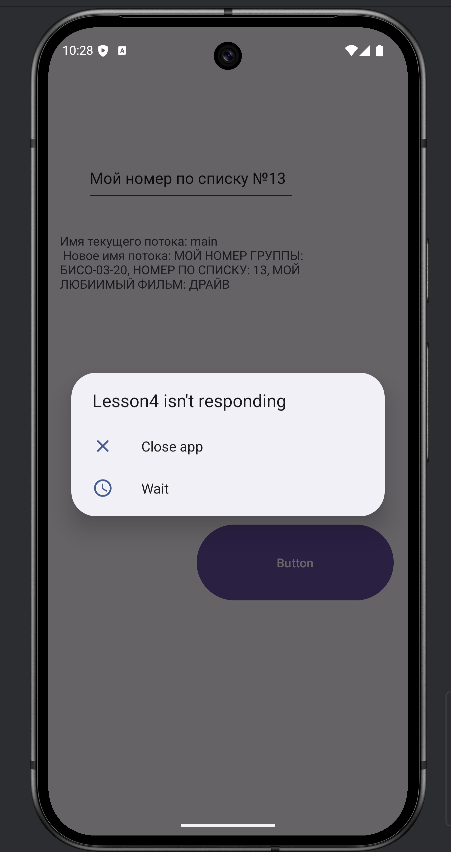 10:28
Мой номер по списку №13
Имя текущего потока: main
Новое имя потока: МОЙ НОМЕР ГРУППЫ:
БИСО-03-20, НОМЕР ПО СПИСКУ: 13, МОЙ
ЛЮБИИМЫЙ ФИЛЬМ: ДРАЙВ
Lesson4 isn't responding
Close app
Wait
Button